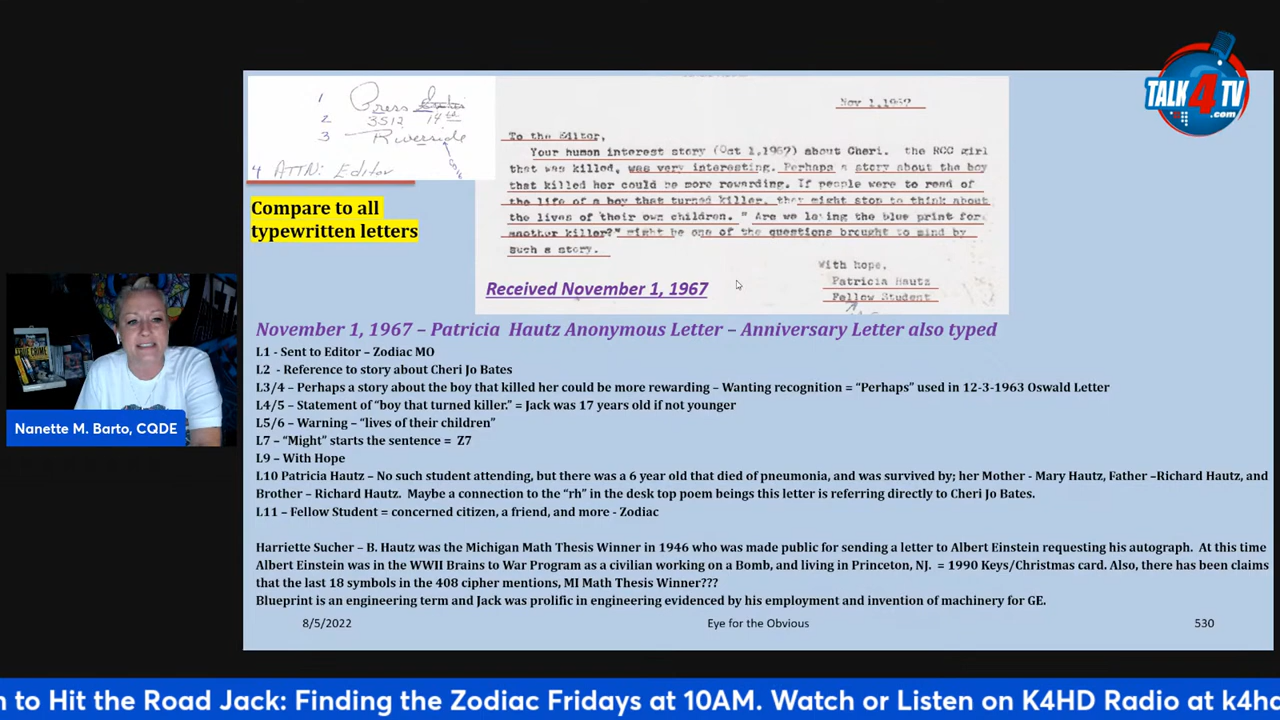 TALK 4 TV
.com
1 Press
2 3512 14th
3 Riverside
4 ATTN: Editor
Compare to all
typewritten letters
Nov 1,1967
To the Editor,
Your human interest story (Oct 1,1967) about Cheri. the RCC girl
that was killed, was very interesting. Perhaps a story about the boy
that killed her could be more rewarding. If people were to read of
the life of a boy that turned killer, they might stop to think about
the lives of their own children. " Are we laying the blue print for
another killer?" might be one of the questions brought to mind by
such a story.
With hope,
Patricia Hautz
Fellow Student
Received November 1, 1967
November 1, 1967 – Patricia Hautz Anonymous Letter – Anniversary Letter also typed
L1 - Sent to Editor – Zodiac MO
L2 - Reference to story about Cheri Jo Bates
L3/4 – Perhaps a story about the boy that killed her could be more rewarding – Wanting recognition = “Perhaps” used in 12-3-1963 Oswald Letter
L4/5 – Statement of “boy that turned killer.” = Jack was 17 years old if not younger
L5/6 – Warning – “lives of their children”
L7 – “Might” starts the sentence = Z7
L9 – With Hope
L10 Patricia Hautz – No such student attending, but there was a 6 year old that died of pneumonia, and was survived by; her Mother - Mary Hautz, Father –Richard Hautz, and
Brother – Richard Hautz. Maybe a connection to the “rh” in the desk top poem beings this letter is referring directly to Cheri Jo Bates.
L11 – Fellow Student = concerned citizen, a friend, and more - Zodiac
Harriette Sucher – B. Hautz was the Michigan Math Thesis Winner in 1946 who was made public for sending a letter to Albert Einstein requesting his autograph. At this time
Albert Einstein was in the WWII Brains to War Program as a civilian working on a Bomb, and living in Princeton, NJ. = 1990 Keys/Christmas card. Also, there has been claims
that the last 18 symbols in the 408 cipher mentions, MI Math Thesis Winner???
Blueprint is an engineering term and Jack was prolific in engineering evidenced by his employment and invention of machinery for GE.
8/5/2022 Eye for the Obvious 530
Nanette M. Barto, CQDE
n to Hit the Road Jack: Finding the Zodiac Fridays at 10AM. Watch or Listen on K4HD Radio at k4hd